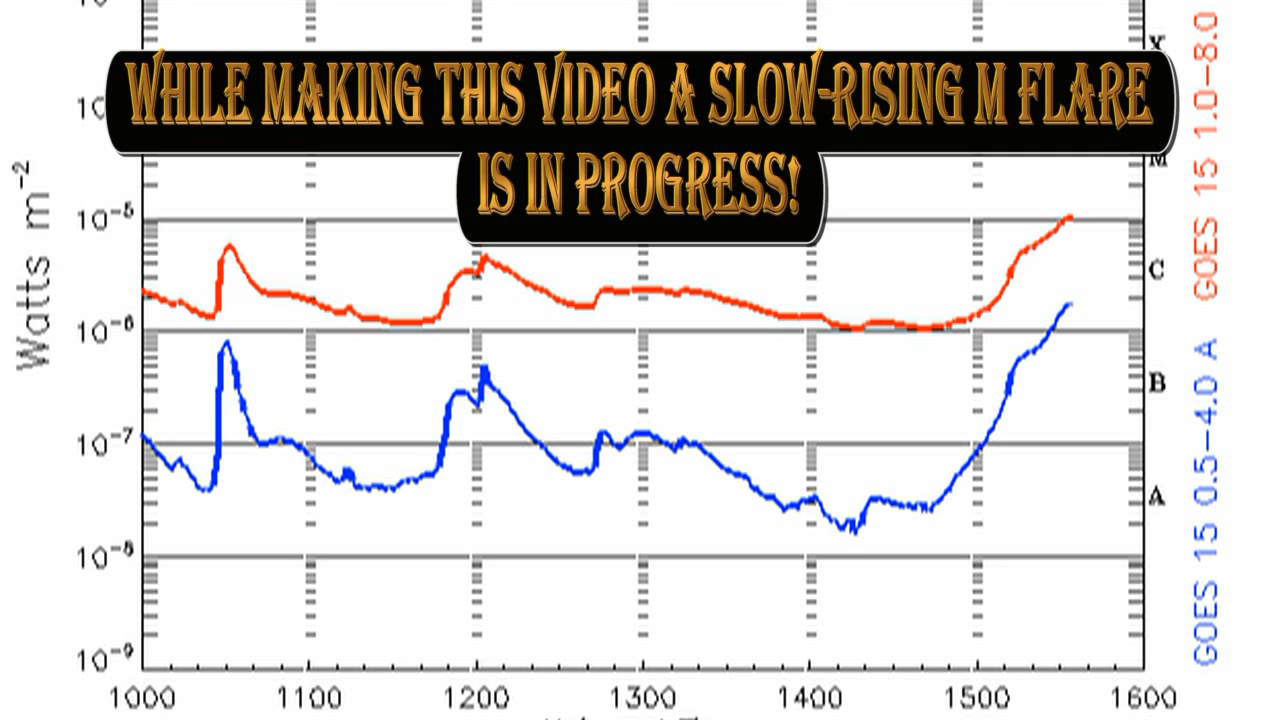 WHILE MAKING THIS VIDEO A SLOW-RISING M FLARE
IS IN PROGRESS!
X
M
C
B
A
Watts m⁻²
10⁻⁵
10⁻⁶
10⁻⁷
10⁻⁸
10⁻⁹
1000 1100 1200 1300 1400 1500 1600
GOES 15 1.0–8.0
GOES 15 0.5–4.0 A